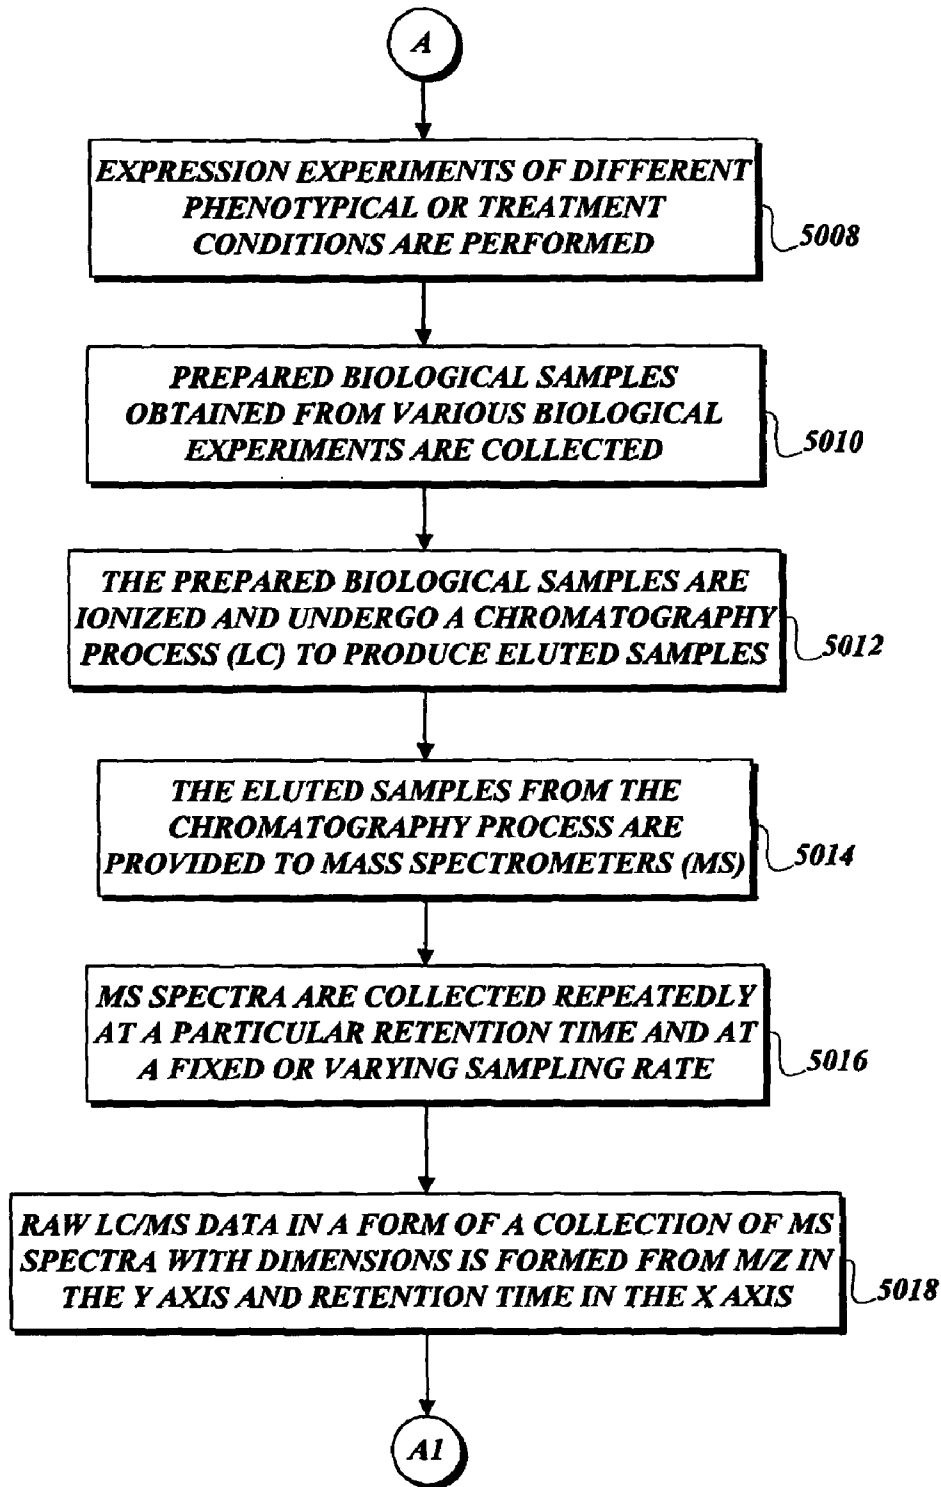 A
EXPRESSION EXPERIMENTS OF DIFFERENT
PHENOTYPICAL OR TREATMENT
CONDITIONS ARE PERFORMED
5008
PREPARED BIOLOGICAL SAMPLES
OBTAINED FROM VARIOUS BIOLOGICAL
EXPERIMENTS ARE COLLECTED
5010
THE PREPARED BIOLOGICAL SAMPLES ARE
IONIZED AND UNDERGO A CHROMATOGRAPHY
PROCESS (LC) TO PRODUCE ELUTED SAMPLES
5012
THE ELUTED SAMPLES FROM THE
CHROMATOGRAPHY PROCESS ARE
PROVIDED TO MASS SPECTROMETERS (MS)
5014
MS SPECTRA ARE COLLECTED REPEATEDLY
AT A PARTICULAR RETENTION TIME AND AT
A FIXED OR VARYING SAMPLING RATE
5016
RAW LC/MS DATA IN A FORM OF A COLLECTION OF MS
SPECTRA WITH DIMENSIONS IS FORMED FROM M/Z IN
THE Y AXIS AND RETENTION TIME IN THE X AXIS
5018
A1